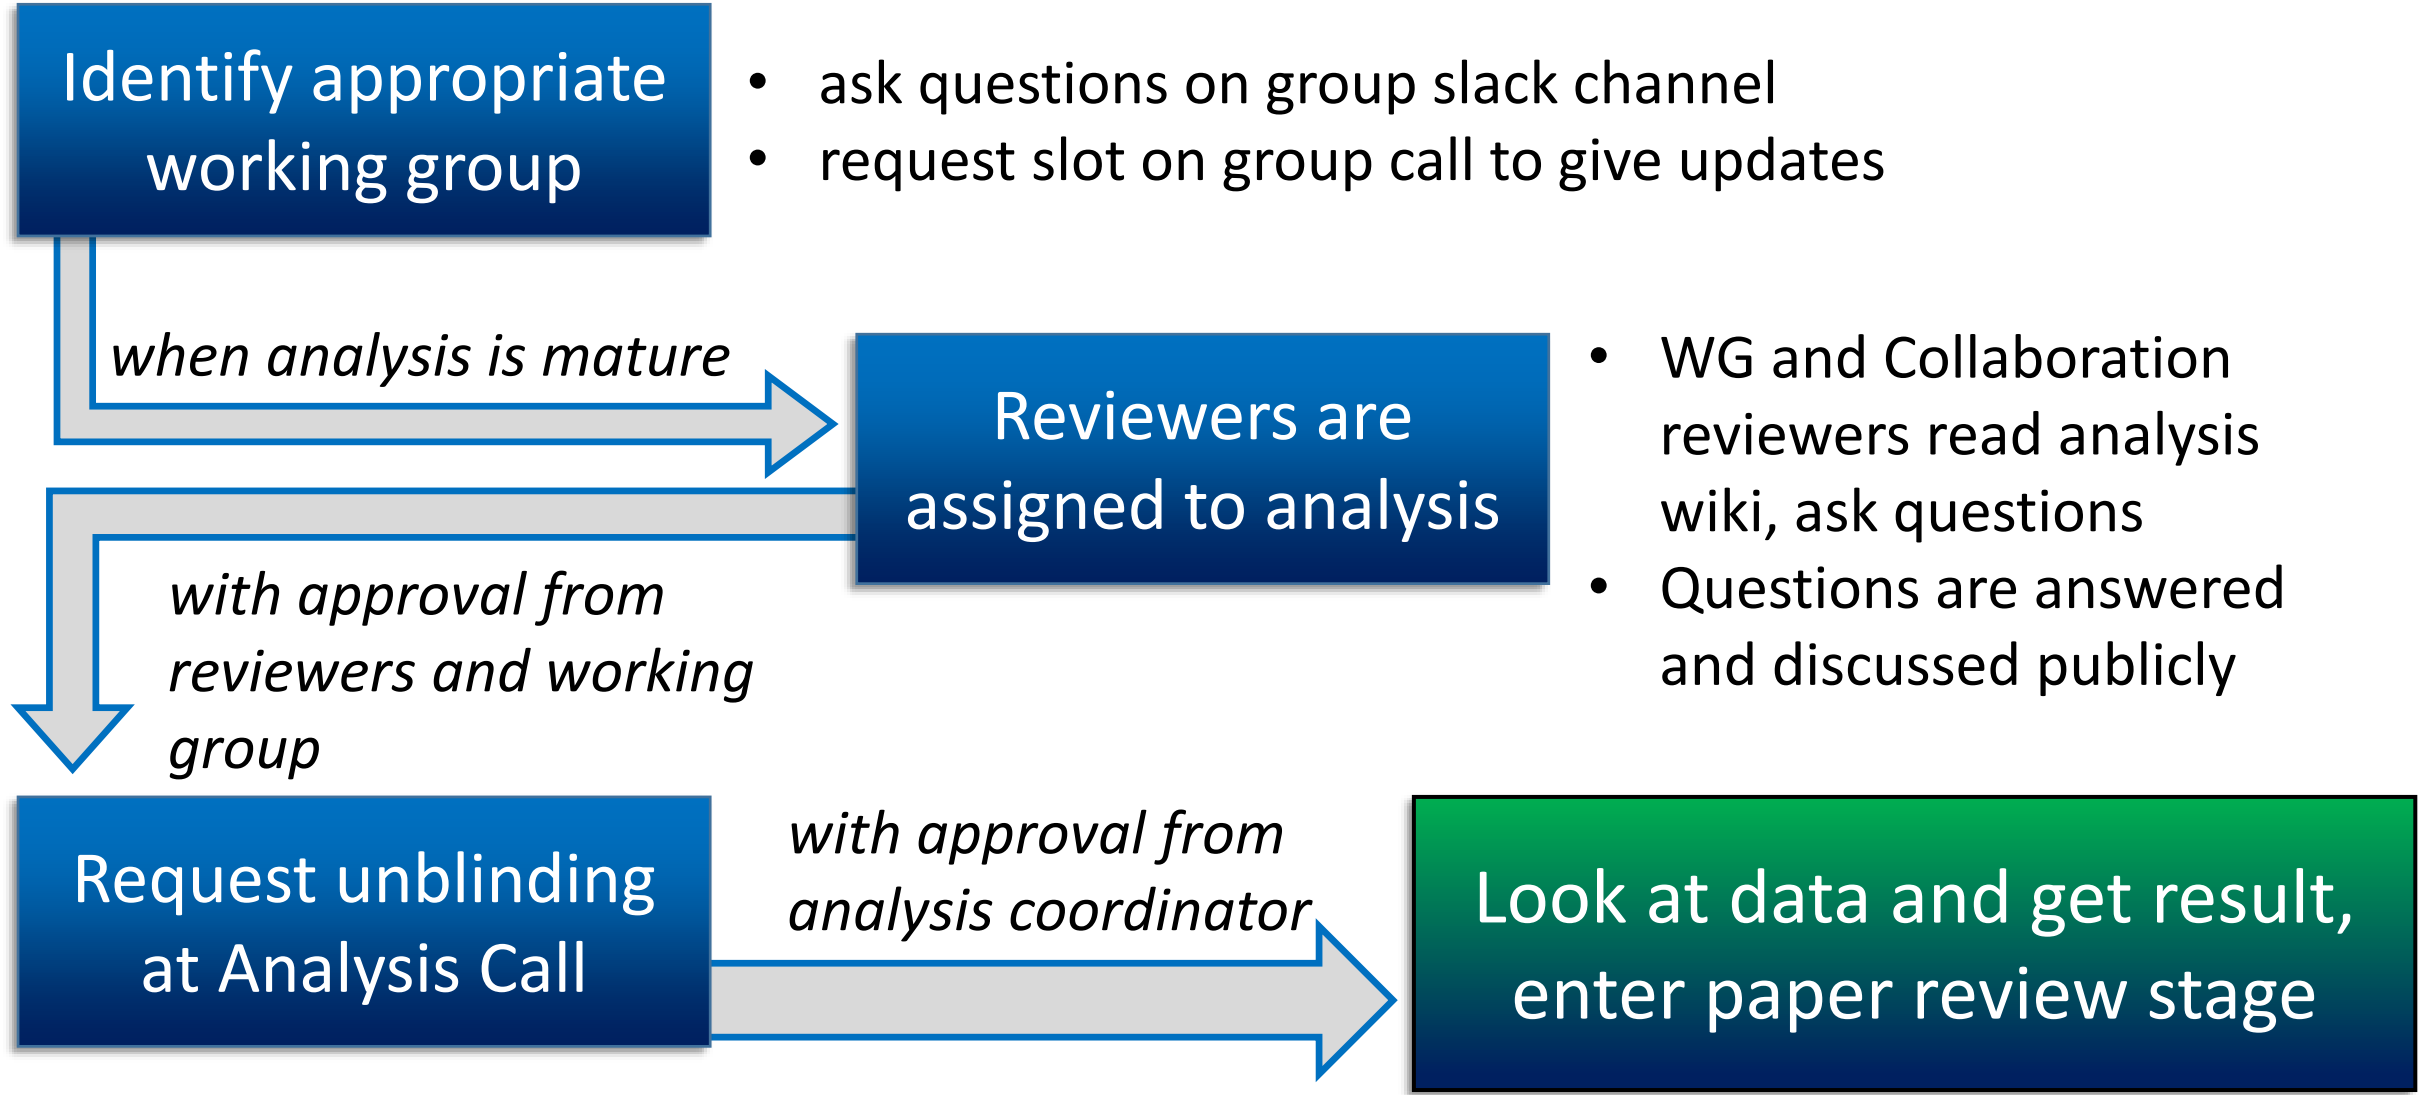 Identify appropriate
working group
• ask questions on group slack channel
• request slot on group call to give updates
when analysis is mature
Reviewers are
assigned to analysis
• WG and Collaboration
reviewers read analysis
wiki, ask questions
• Questions are answered
and discussed publicly
with approval from
reviewers and working
group
Request unblinding
at Analysis Call
with approval from
analysis coordinator
Look at data and get result,
enter paper review stage